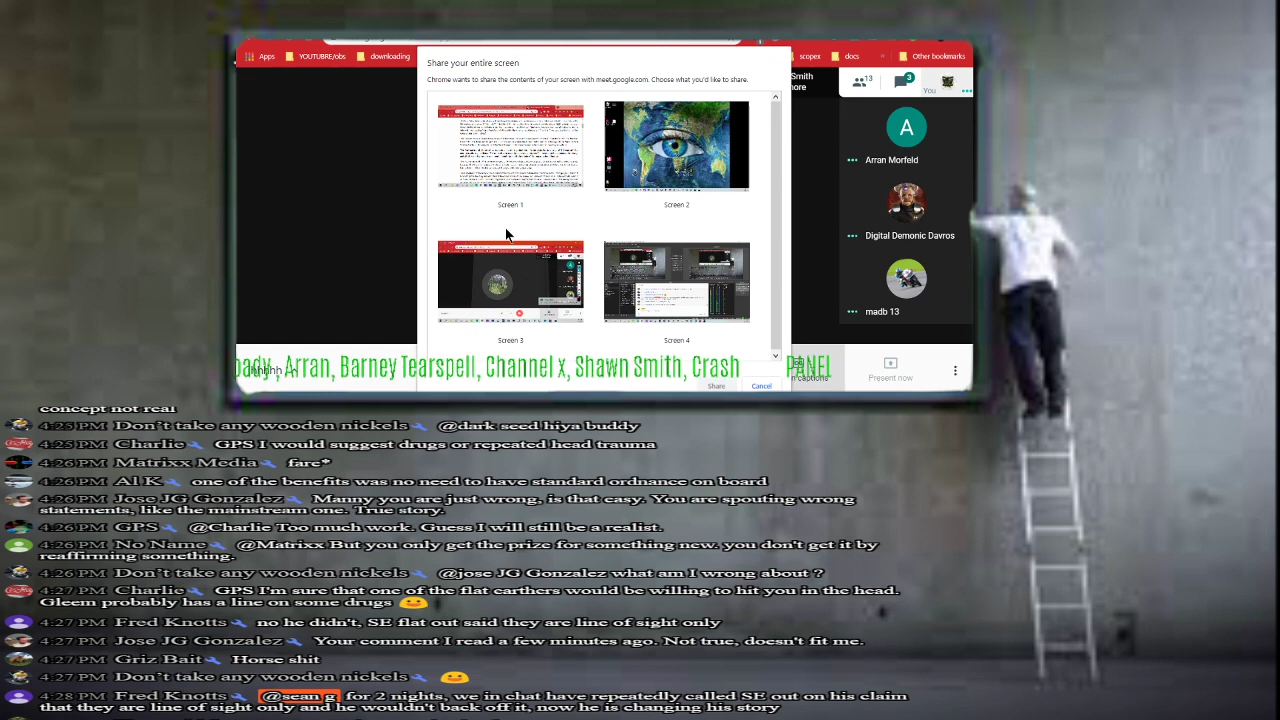 Apps YOUTUBRE/obs downloading scopex docs Other bookmarks
Share your entire screen
Chrome wants to share the contents of your screen with meet.google.com. Choose what you'd like to share.
Smith
ore
13
3
You
Screen 1
Screen 2
A
Arran Morfeld
Digital Demonic Davros
Screen 3
Screen 4
madb 13
oady , Arran, Barney Tearspell, Channel x, Shawn Smith, Crash PANEL
n captions
Present now
Share Cancel
concept not real
4:25 PM Don't take any wooden nickels @dark seed hiya buddy
4:25 PM Charlie GPS I would suggest drugs or repeated head trauma
4:26 PM Matrixx Media fare*
4:26 PM Al K. one of the benefits was no need to have standard ordnance on board
4:26 PM Jose JG Gonzalez Manny you are just wrong, is that easy. You are spouting wrong
statements, like the mainstream one. True story.
4:26 PM GPS @Charlie Too much work. Guess I will still be a realist.
4:26 PM No Name @Matrixx But you only get the prize for something new. you don't get it by
reaffirming something.
4:26 PM Don't take any wooden nickels @jose JG Gonzalez what am I wrong about ?
4:27 PM Charlie GPS I'm sure that one of the flat earthers would be willing to hit you in the head.
Gleem probably has a line on some drugs
4:27 PM Fred Knotts no he didn't, SE flat out said they are line of sight only
4:27 PM Jose JG Gonzalez Your comment I read a few minutes ago. Not true, doesn't fit me.
4:27 PM Griz Bait Horse shit
4:27 PM Don't take any wooden nickels
4:28 PM Fred Knotts @sean g for 2 nights, we in chat have repeatedly called SE out on his claim
that they are line of sight only and he wouldn't back off it, now he is changing his story